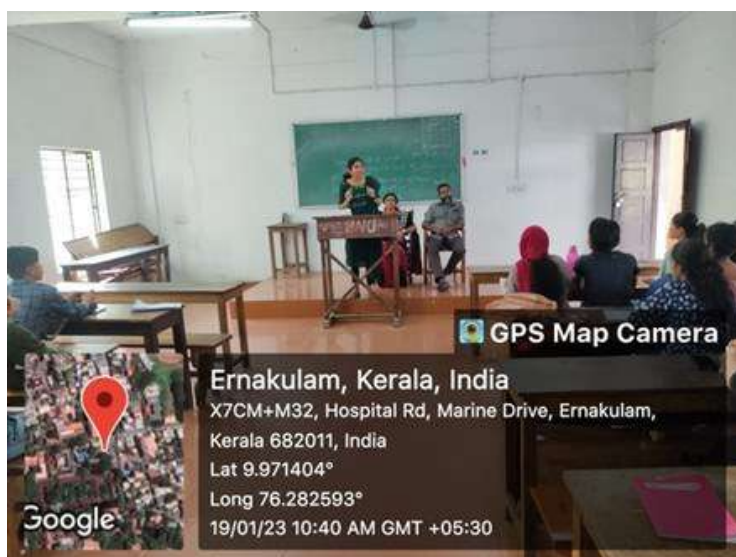 GPS Map Camera
Ernakulam, Kerala, India
X7CM+M32, Hospital Rd, Marine Drive, Ernakulam,
Kerala 682011, India
Lat 9.971404°
Long 76.282593°
19/01/23 10:40 AM GMT +05:30
Google